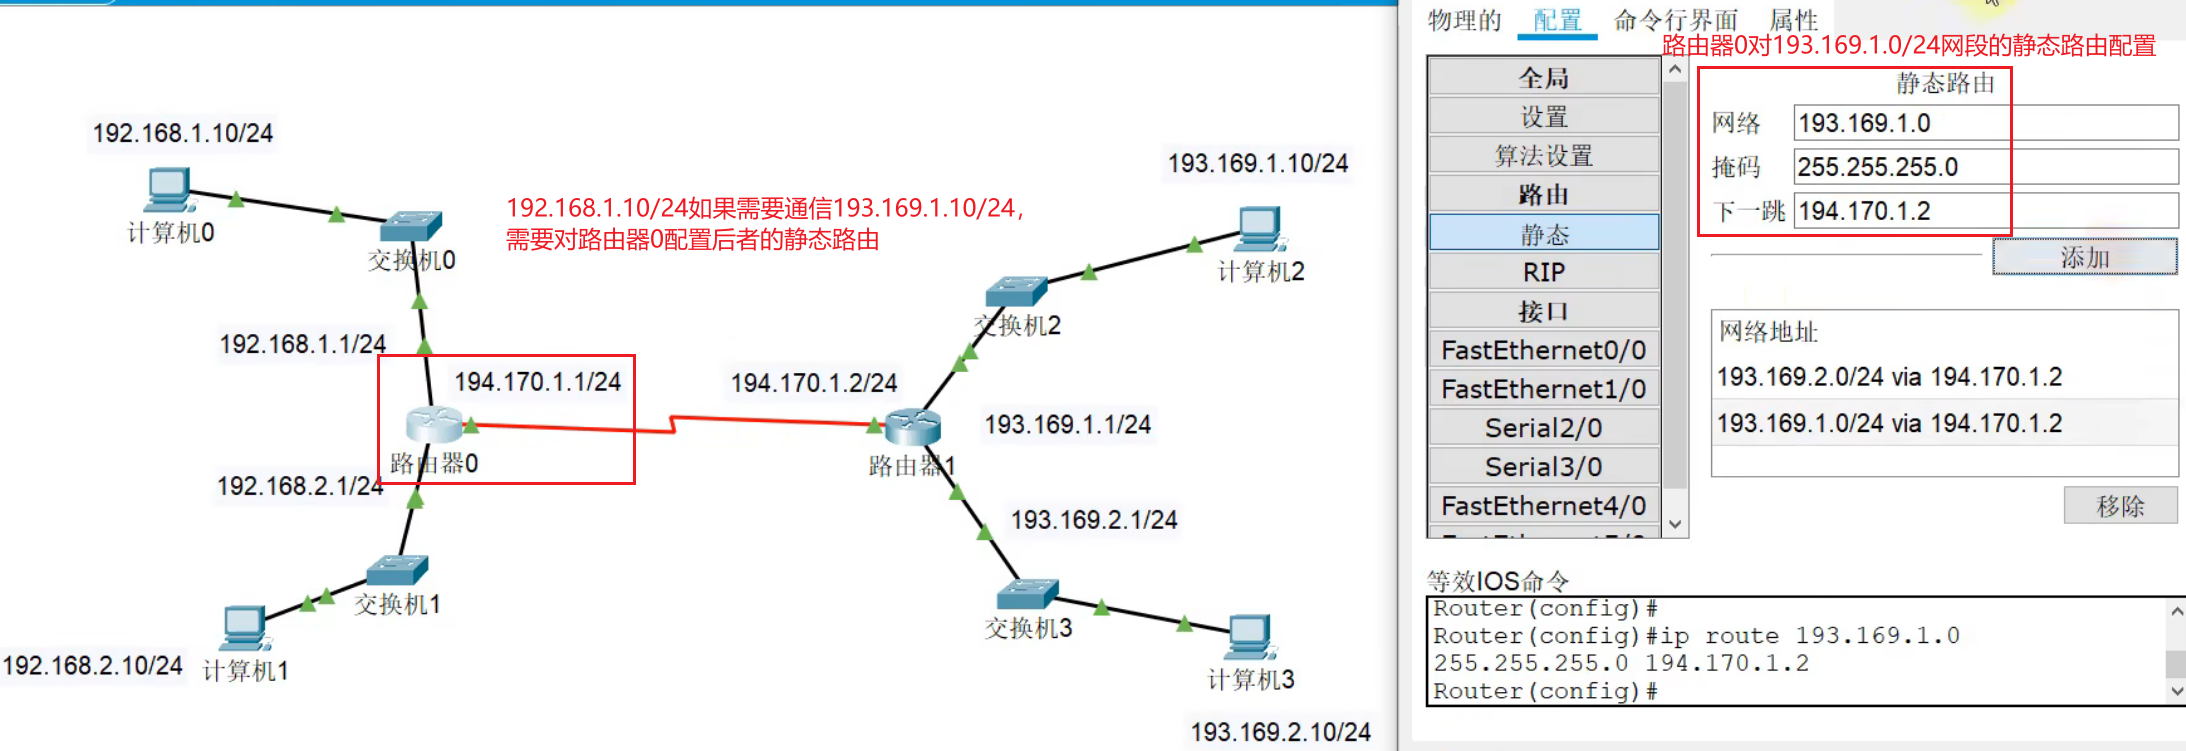 192.168.1.10/24
计算机0
交换机0
192.168.1.10/24如果需要通信193.169.1.10/24，
需要对路由器0配置后者的静态路由
193.169.1.10/24
计算机2
交换机2
192.168.1.1/24
194.170.1.1/24
194.170.1.2/24
193.169.1.1/24
路由器0
路由器1
192.168.2.1/24
193.169.2.1/24
交换机1
交换机3
192.168.2.10/24
计算机1
计算机3
193.169.2.10/24
物理的 配置 命令行界面 属性
路由器0对193.169.1.0/24网段的静态路由配置
全局
设置
算法设置
路由
静态
RIP
接口
FastEthernet0/0
FastEthernet1/0
Serial2/0
Serial3/0
FastEthernet4/0
静态路由
网络 193.169.1.0
掩码 255.255.255.0
下一跳 194.170.1.2
添加
网络地址
193.169.2.0/24 via 194.170.1.2
193.169.1.0/24 via 194.170.1.2
移除
等效IOS命令
Router(config)#
Router(config)#ip route 193.169.1.0
255.255.255.0 194.170.1.2
Router(config)#